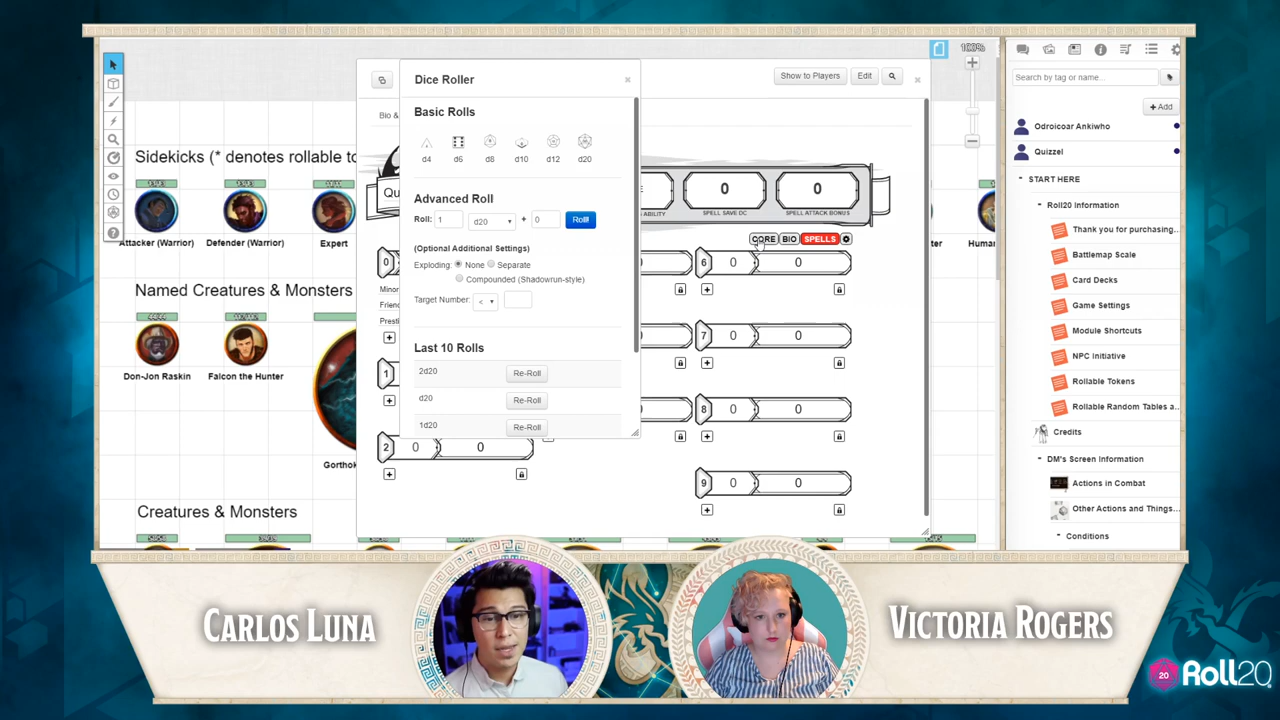 100%
Search by tag or name...
+ Add
Odroicoar Ankiwho
Quizzel
START HERE
Roll20 Information
Thank you for purchasing...
Battlemap Scale
Card Decks
Game Settings
Module Shortcuts
NPC Initiative
Rollable Tokens
Rollable Random Tables a...
Credits
DM's Screen Information
Actions in Combat
Other Actions and Things...
Conditions
Sidekicks (* denotes rollable to
Attacker (Warrior)
Defender (Warrior)
Expert
Named Creatures & Monsters
Don-Jon Raskin
Falcon the Hunter
Gorthok
Creatures & Monsters
Show to Players
Edit
Bio &
Qu
ABILITY
0
SPELL SAVE DC
0
SPELL ATTACK BONUS
CORE
BIO
SPELLS
0
Minor
Friend
Presti
+
1
+
2 0 0
+
6 0 0
+
7 0 0
+
8 0 0
+
9 0 0
+
Dice Roller
Basic Rolls
d4 d6 d8 d10 d12 d20
Advanced Roll
Roll: 1 d20 + 0 Roll!
(Optional Additional Settings)
Exploding: None Separate
Compounded (Shadowrun-style)
Target Number: <
Last 10 Rolls
2d20 Re-Roll
d20 Re-Roll
1d20 Re-Roll
CARLOS LUNA
VICTORIA ROGERS
20 Roll20